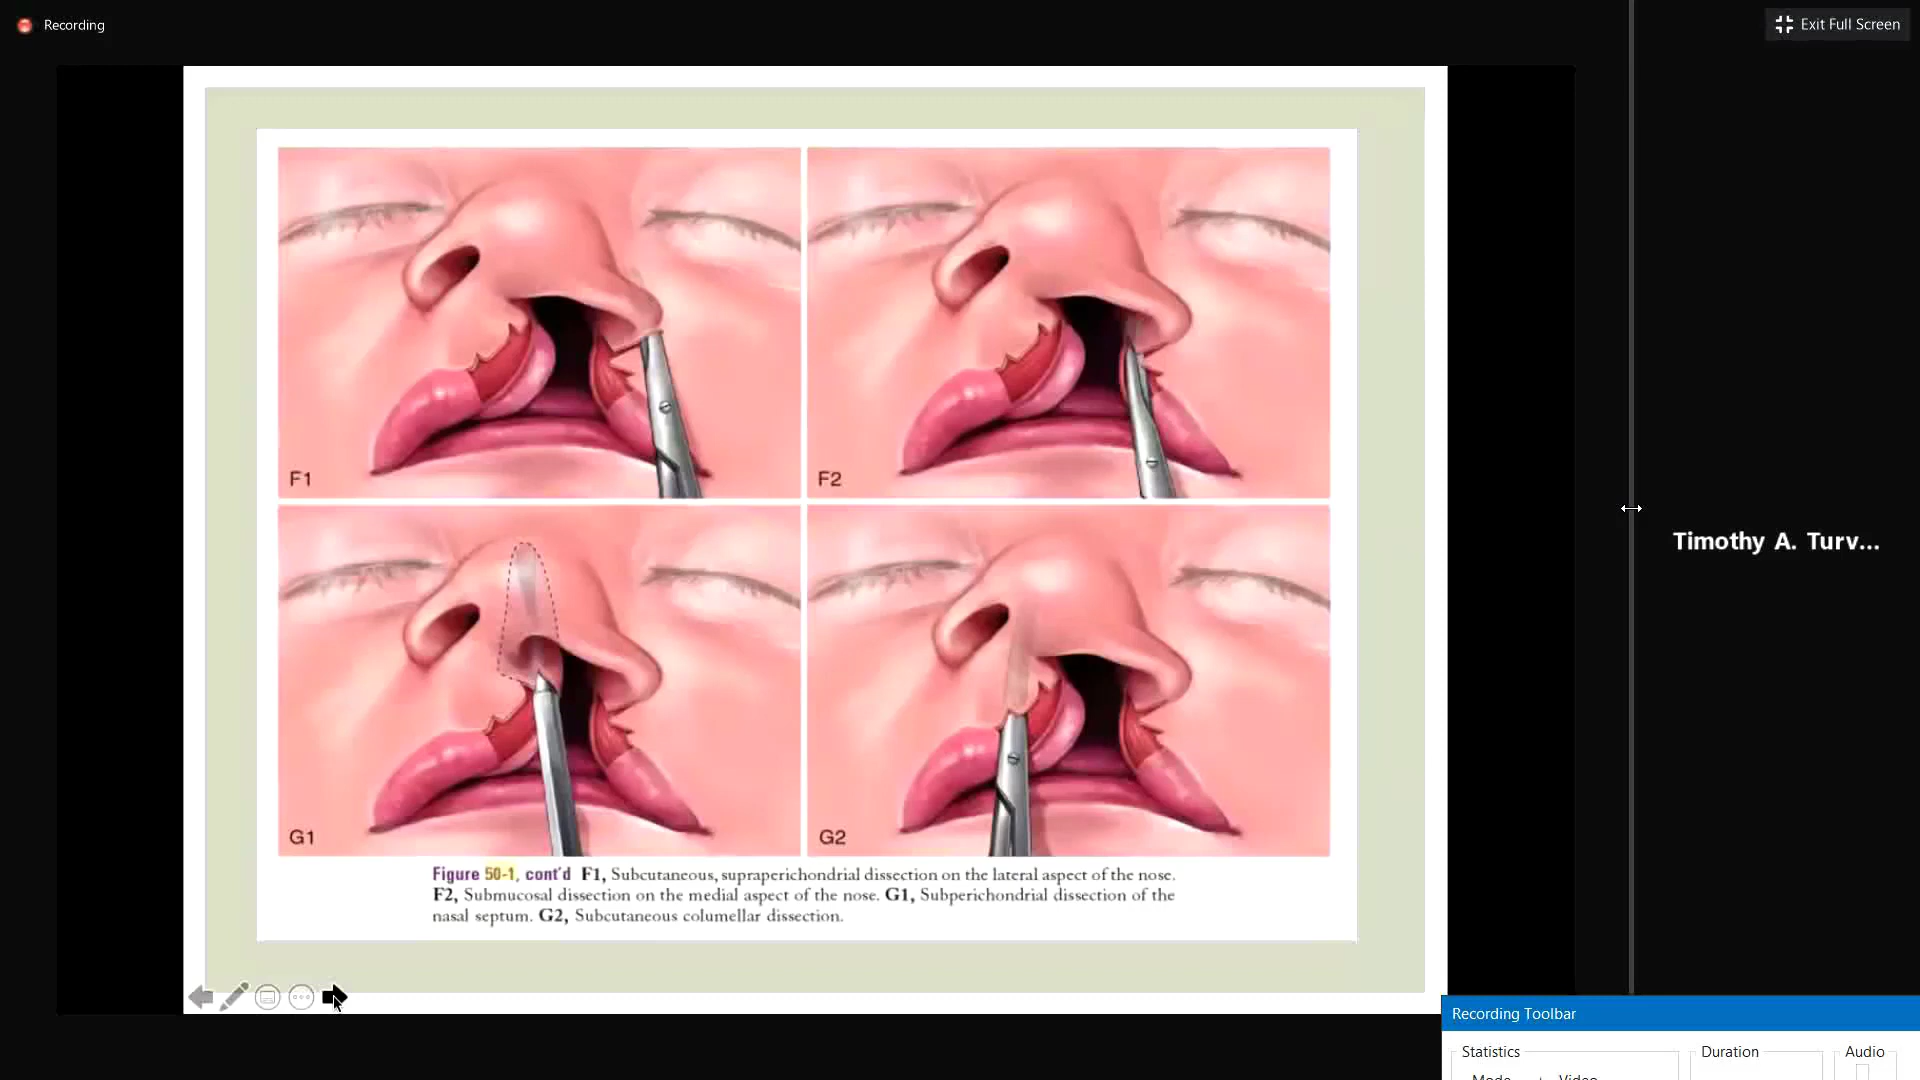 Recording
Exit Full Screen
F1
F2
G1
G2
Figure 50-1, cont'd F1, Subcutaneous, supraperichondrial dissection on the lateral aspect of the nose.
F2, Submucosal dissection on the medial aspect of the nose. G1, Subperichondrial dissection of the
nasal septum. G2, Subcutaneous columellar dissection.
Timothy A. Turv...
Recording Toolbar
Statistics
Duration
Audio
Mode
Video